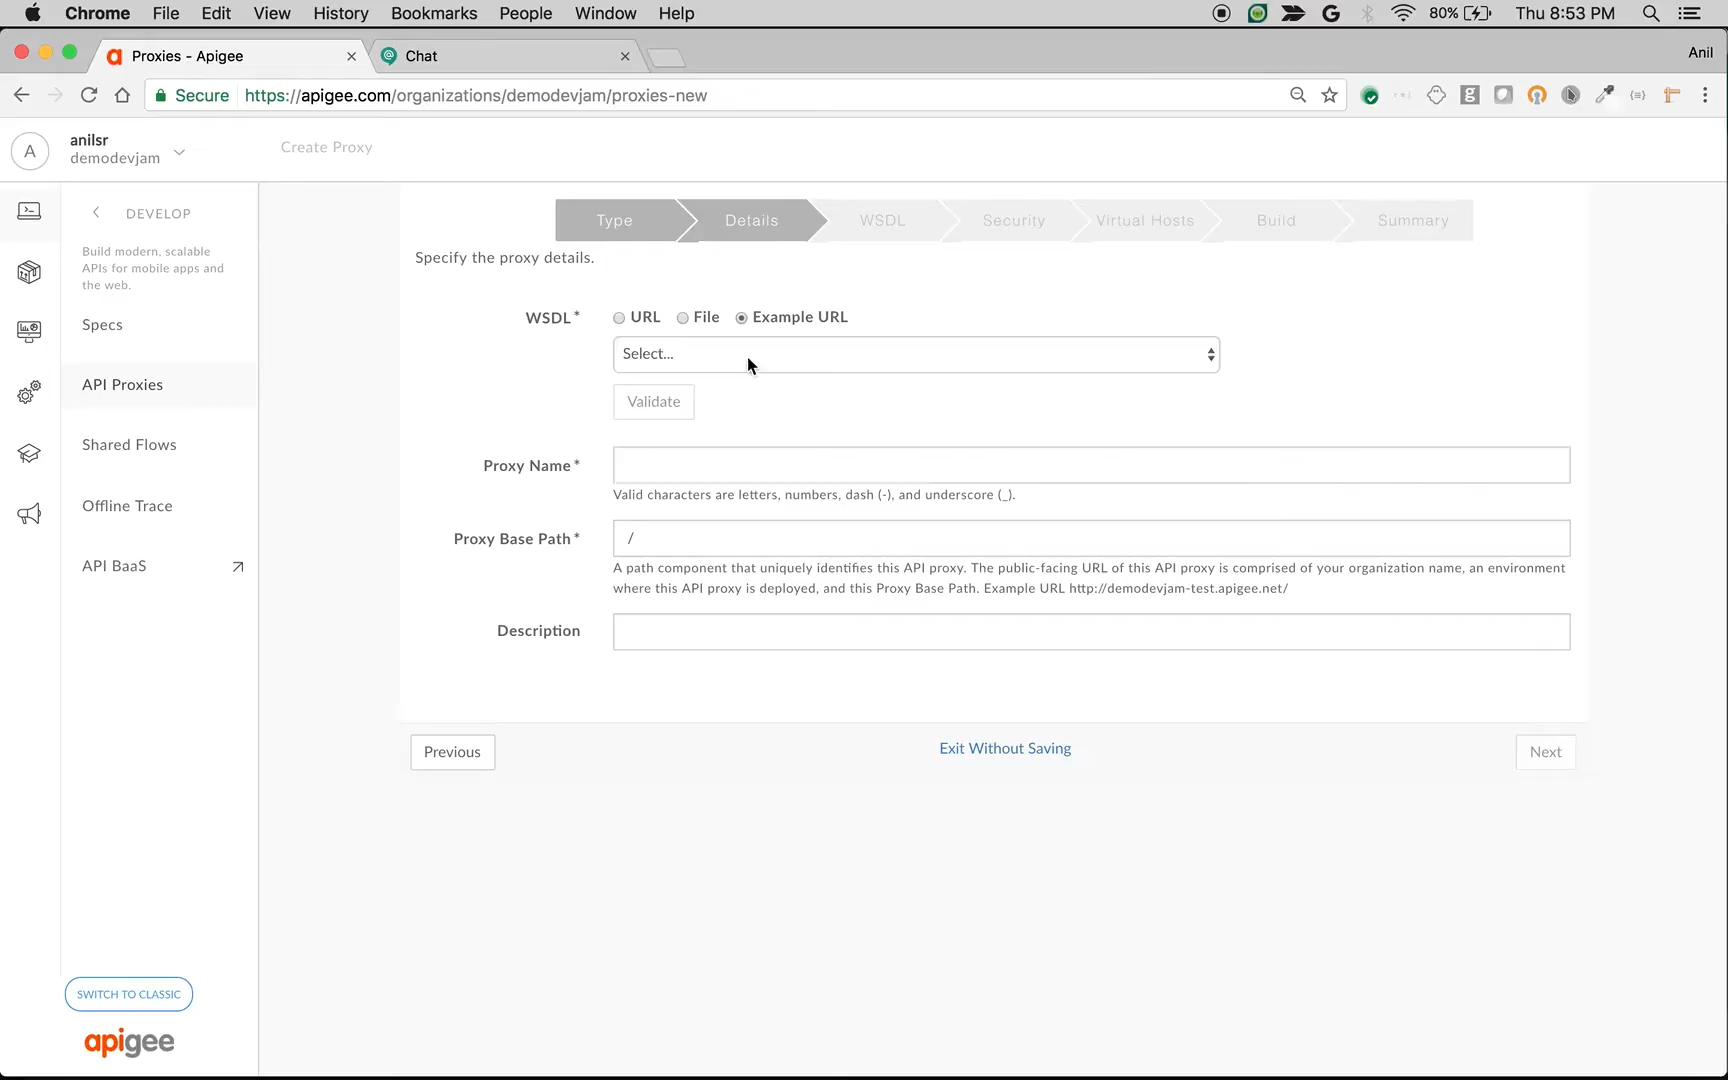 Chrome File Edit View History Bookmarks People Window Help 80% Thu 8:53 PM
Proxies - Apigee Chat Anil
Secure https://apigee.com/organizations/demodevjam/proxies-new
A anilsr
demodevjam
Create Proxy
DEVELOP
Build modern, scalable
APIs for mobile apps and
the web.
Specs
API Proxies
Shared Flows
Offline Trace
API BaaS
SWITCH TO CLASSIC
apigee
Type Details WSDL Security Virtual Hosts Build Summary
Specify the proxy details.
WSDL* URL File Example URL
Select...
Validate
Proxy Name*
Valid characters are letters, numbers, dash (-), and underscore (_).
Proxy Base Path* /
A path component that uniquely identifies this API proxy. The public-facing URL of this API proxy is comprised of your organization name, an environment
where this API proxy is deployed, and this Proxy Base Path. Example URL http://demodevjam-test.apigee.net/
Description
Previous Exit Without Saving Next